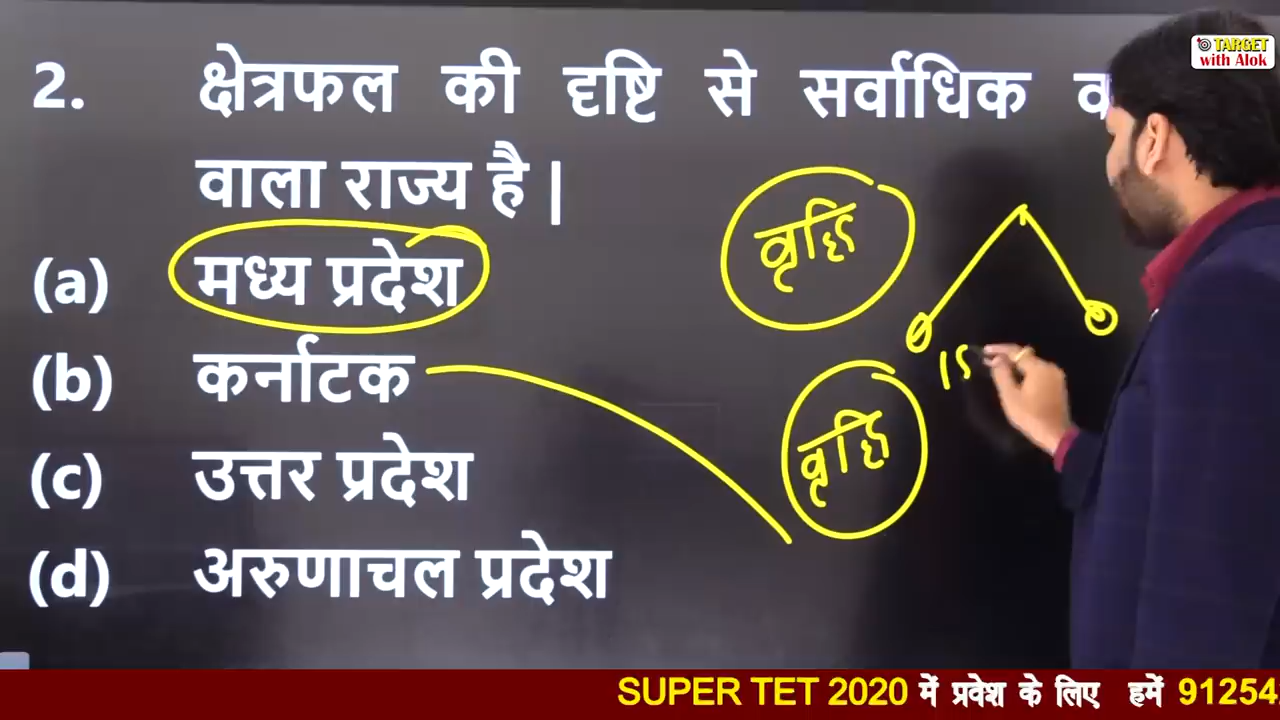 TARGET
with Alok
2. क्षेत्रफल की दृष्टि से सर्वाधिक
वाला राज्य है |
वृद्धि
(a) मध्य प्रदेश
(b) कर्नाटक
वृद्धि
(c) उत्तर प्रदेश
(d) अरुणाचल प्रदेश
SUPER TET 2020 में प्रवेश के लिए हमें 91254